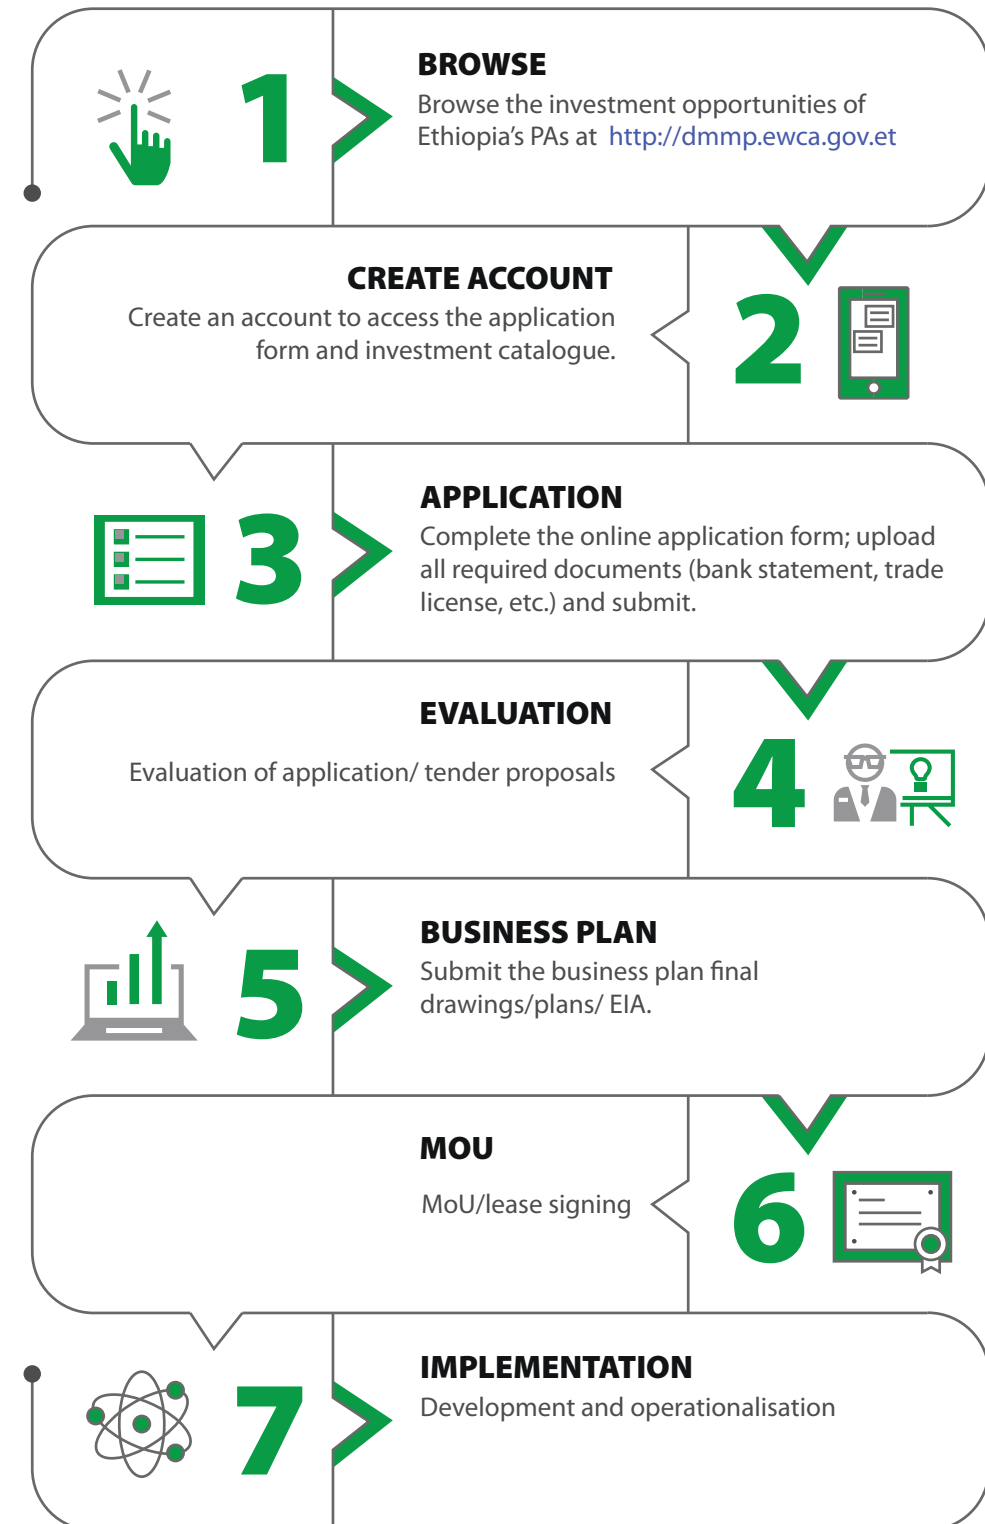 1
BROWSE
Browse the investment opportunities of
Ethiopia's PAs at http://dmmp.ewca.gov.et
CREATE ACCOUNT
Create an account to access the application
form and investment catalogue.
2
3
APPLICATION
Complete the online application form; upload
all required documents (bank statement, trade
license, etc.) and submit.
EVALUATION
Evaluation of application/ tender proposals
4
5
BUSINESS PLAN
Submit the business plan final
drawings/plans/ EIA.
MOU
MoU/lease signing
6
7
IMPLEMENTATION
Development and operationalisation